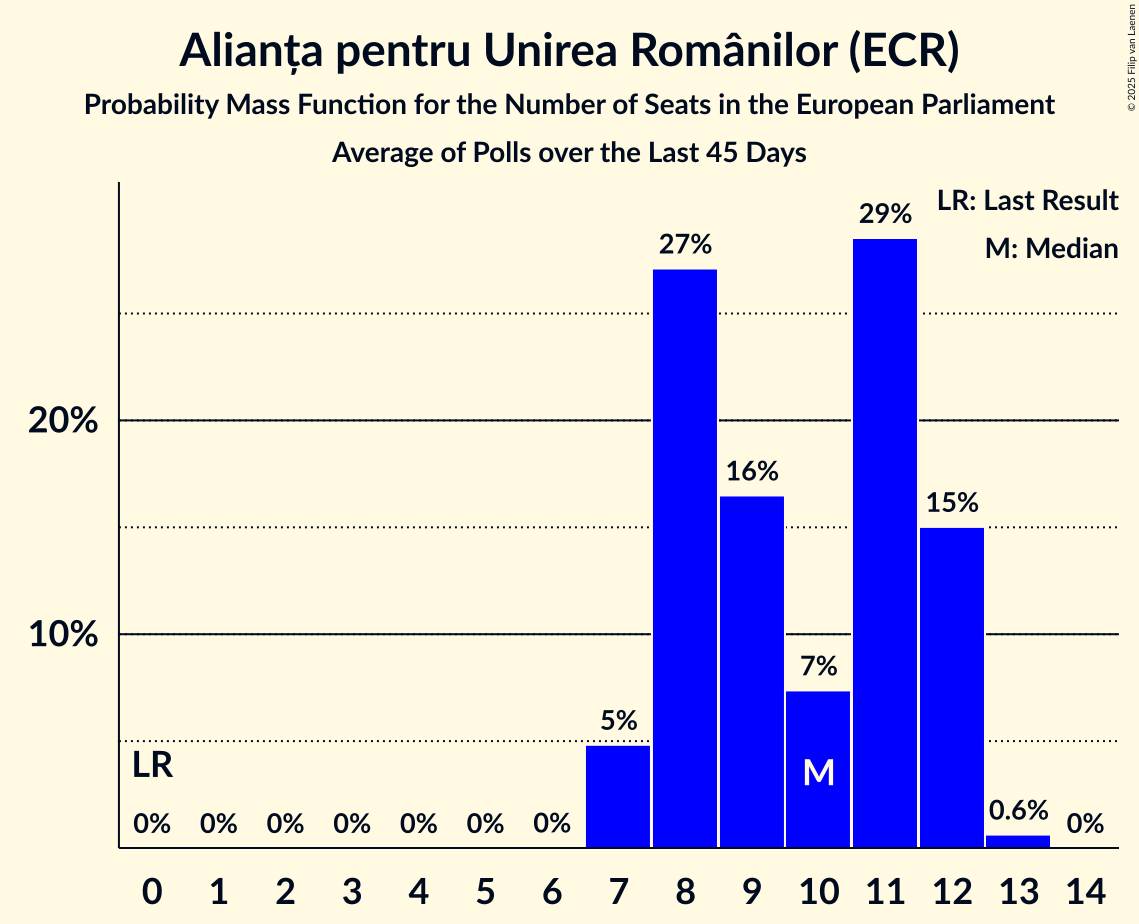 Alianța pentru Unirea Românilor (ECR)
Probability Mass Function for the Number of Seats in the European Parliament
Average of Polls over the Last 45 Days
© 2025 Filip van Laenen
LR: Last Result
M: Median
29%
27%
20%
16%
15%
10%
7%
5%
LR
M
0% 0% 0% 0% 0% 0% 0% 0.6% 0%
0 1 2 3 4 5 6 7 8 9 10 11 12 13 14